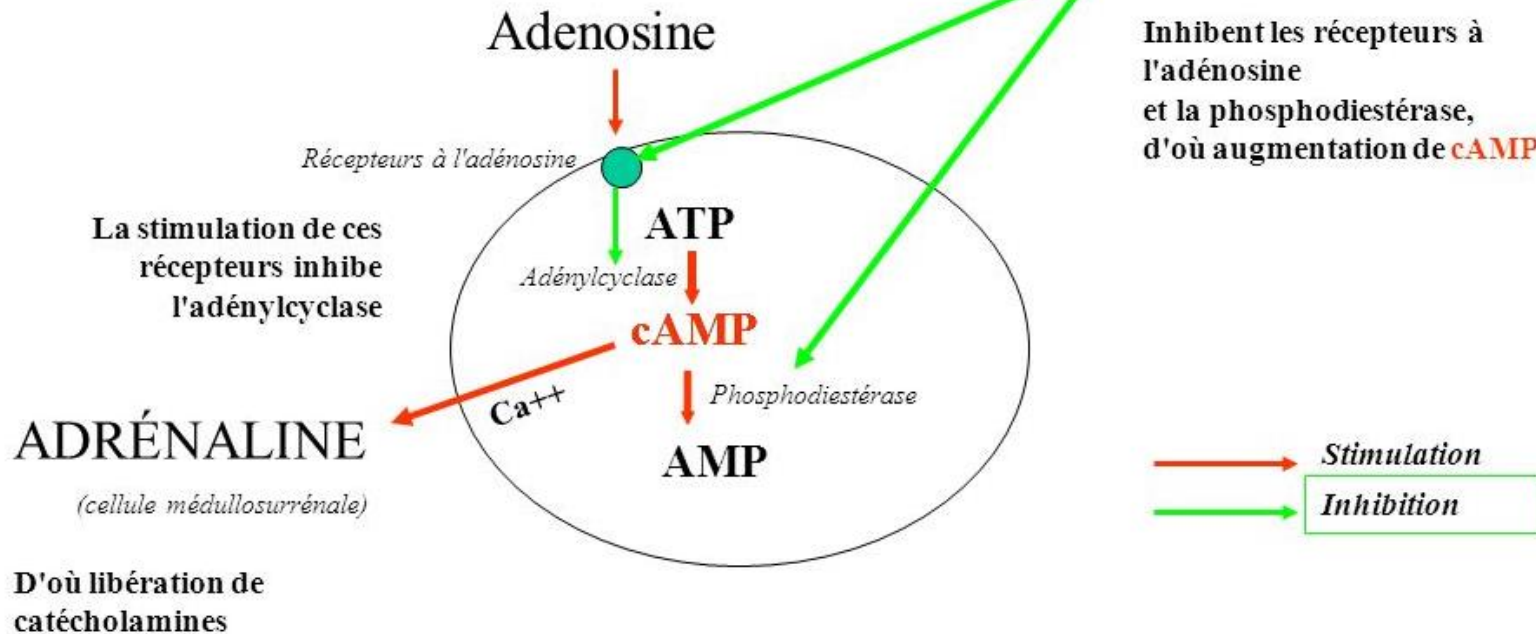 Adenosine
Inhibent les récepteurs à
l'adénosine
et la phosphodiestérase,
d'où augmentation de cAMP
Récepteurs à l'adénosine
La stimulation de ces
récepteurs inhibe
l'adénylcyclase
ATP
Adénylcyclase
cAMP
Ca++
Phosphodiestérase
AMP
ADRÉNALINE
(cellule médullosurrénale)
D'où libération de
catécholamines
Stimulation
Inhibition